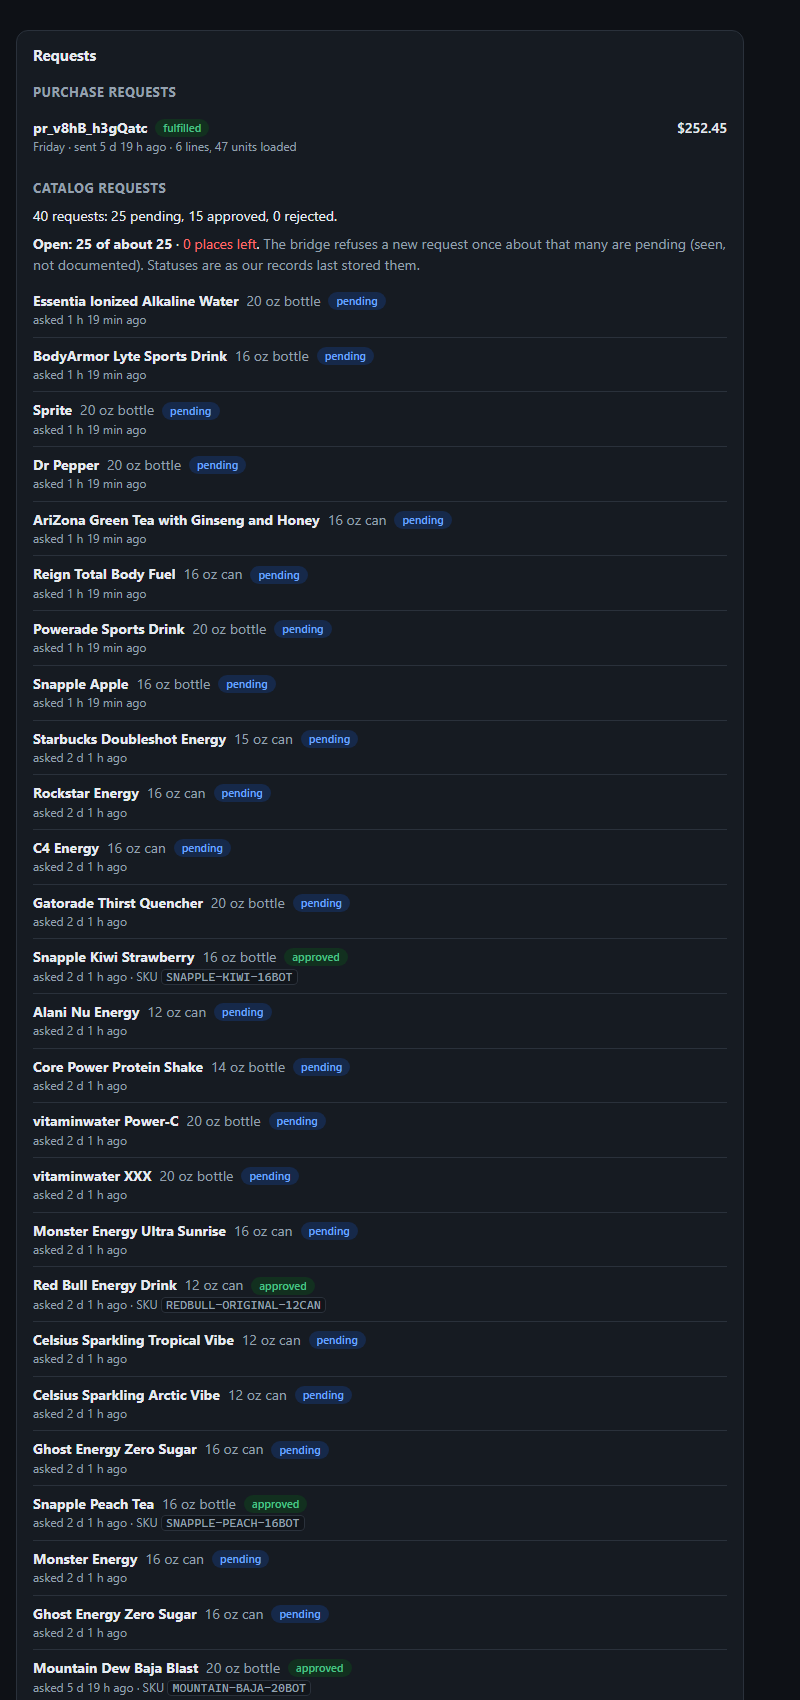 Requests
PURCHASE REQUESTS
pr_v8hB_h3gQatc fulfilled $252.45
Friday · sent 5 d 19 h ago · 6 lines, 47 units loaded
CATALOG REQUESTS
40 requests: 25 pending, 15 approved, 0 rejected.
Open: 25 of about 25 · 0 places left. The bridge refuses a new request once about that many are pending (seen,
not documented). Statuses are as our records last stored them.
Essentia Ionized Alkaline Water 20 oz bottle pending
asked 1 h 19 min ago
BodyArmor Lyte Sports Drink 16 oz bottle pending
asked 1 h 19 min ago
Sprite 20 oz bottle pending
asked 1 h 19 min ago
Dr Pepper 20 oz bottle pending
asked 1 h 19 min ago
AriZona Green Tea with Ginseng and Honey 16 oz can pending
asked 1 h 19 min ago
Reign Total Body Fuel 16 oz can pending
asked 1 h 19 min ago
Powerade Sports Drink 20 oz bottle pending
asked 1 h 19 min ago
Snapple Apple 16 oz bottle pending
asked 1 h 19 min ago
Starbucks Doubleshot Energy 15 oz can pending
asked 2 d 1 h ago
Rockstar Energy 16 oz can pending
asked 2 d 1 h ago
C4 Energy 16 oz can pending
asked 2 d 1 h ago
Gatorade Thirst Quencher 20 oz bottle pending
asked 2 d 1 h ago
Snapple Kiwi Strawberry 16 oz bottle approved
asked 2 d 1 h ago · SKU SNAPPLE-KIWI-16BOT
Alani Nu Energy 12 oz can pending
asked 2 d 1 h ago
Core Power Protein Shake 14 oz bottle pending
asked 2 d 1 h ago
vitaminwater Power-C 20 oz bottle pending
asked 2 d 1 h ago
vitaminwater XXX 20 oz bottle pending
asked 2 d 1 h ago
Monster Energy Ultra Sunrise 16 oz can pending
asked 2 d 1 h ago
Red Bull Energy Drink 12 oz can approved
asked 2 d 1 h ago · SKU REDBULL-ORIGINAL-12CAN
Celsius Sparkling Tropical Vibe 12 oz can pending
asked 2 d 1 h ago
Celsius Sparkling Arctic Vibe 12 oz can pending
asked 2 d 1 h ago
Ghost Energy Zero Sugar 16 oz can pending
asked 2 d 1 h ago
Snapple Peach Tea 16 oz bottle approved
asked 2 d 1 h ago · SKU SNAPPLE-PEACH-16BOT
Monster Energy 16 oz can pending
asked 2 d 1 h ago
Ghost Energy Zero Sugar 16 oz can pending
asked 2 d 1 h ago
Mountain Dew Baja Blast 20 oz bottle approved
asked 5 d 19 h ago · SKU MOUNTAIN-BAJA-20BOT